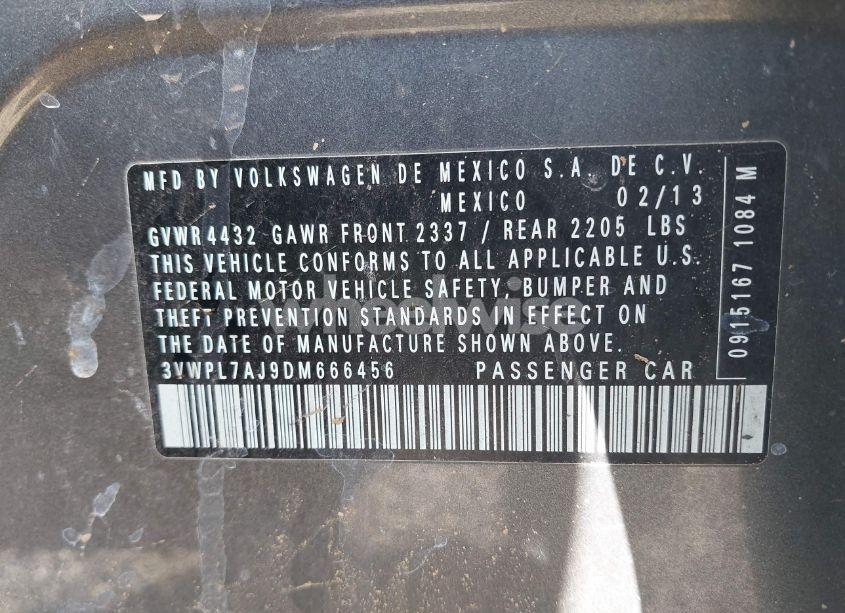 MFD BY VOLKSWAGEN DE MEXICO S.A. DE C.V.
MEXICO 02/13
GVWR 4432 GAWR FRONT 2337 / REAR 2205 LBS
THIS VEHICLE CONFORMS TO ALL APPLICABLE U.S.
FEDERAL MOTOR VEHICLE SAFETY, BUMPER AND
THEFT PREVENTION STANDARDS IN EFFECT ON
THE DATE OF MANUFACTURE SHOWN ABOVE.
3VWPL7AJ9DM666456 PASSENGER CAR
0915167 1084 M
wheelwise